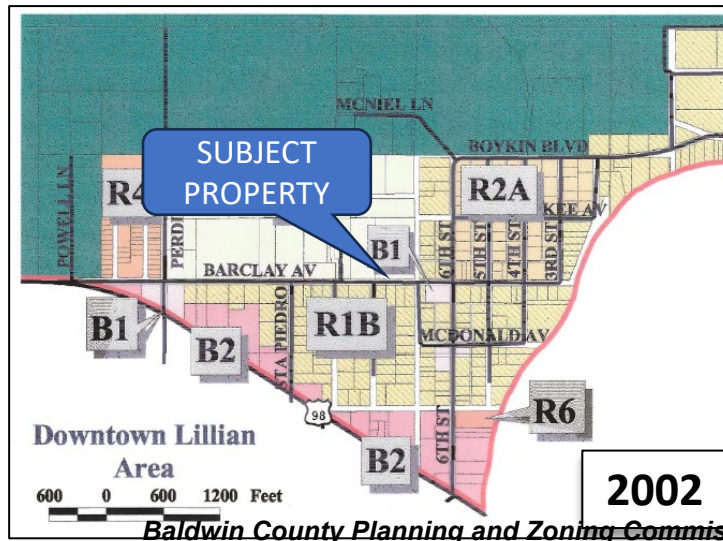 MCNIEL LN
BOYKIN BLVD
SUBJECT
PROPERTY
R4
R2A
POWELL LN
KEE AV
B1
6TH ST
5TH ST
4TH ST
3RD ST
BARCLAY AV
STA PIEDRO
R1B
MCDONALD AV
B1
B2
98
R6
Downtown Lillian
Area
B2
6TH ST
600 0 600 1200 Feet
2002
Baldwin County Planning and Zoning Commis